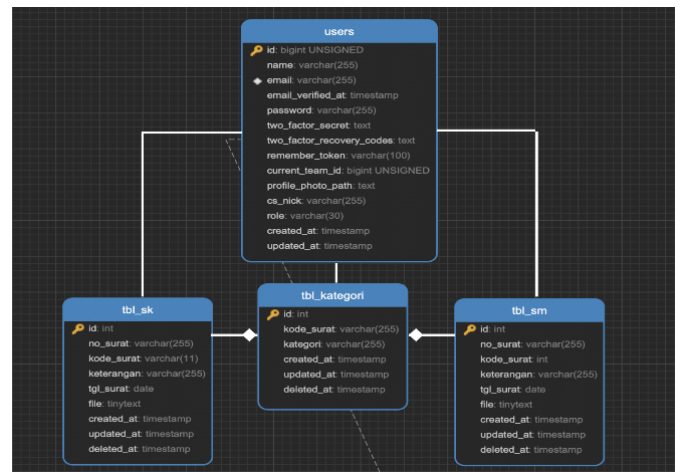 users
id: bigint UNSIGNED
name: varchar(255)
email: varchar(255)
email_verified_at: timestamp
password: varchar(255)
two_factor_secret: text
two_factor_recovery_codes: text
remember_token: varchar(100)
current_team_id: bigint UNSIGNED
profile_photo_path: text
cs_nick: varchar(255)
role: varchar(30)
created_at: timestamp
updated_at: timestamp
tbl_sk
id: int
no_surat: varchar(255)
kode_surat: varchar(11)
keterangan: varchar(255)
tgl_surat: date
file: tinytext
created_at: timestamp
updated_at: timestamp
deleted_at: timestamp
tbl_kategori
id: int
kode_surat: varchar(255)
kategori: varchar(255)
created_at: timestamp
updated_at: timestamp
deleted_at: timestamp
tbl_sm
id: int
no_surat: varchar(255)
kode_surat: int
keterangan: varchar(255)
tgl_surat: date
file: tinytext
created_at: timestamp
updated_at: timestamp
deleted_at: timestamp